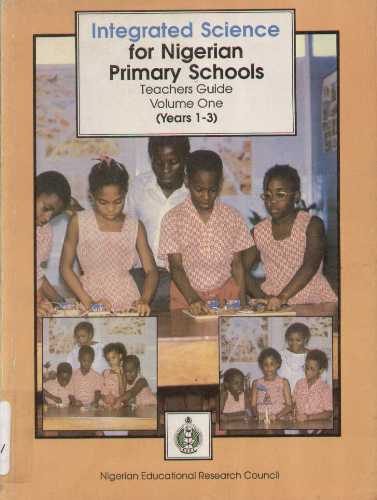 Integrated Science
for Nigerian
Primary Schools
Teachers Guide
Volume One
(Years 1-3)
Nigerian Educational Research Council